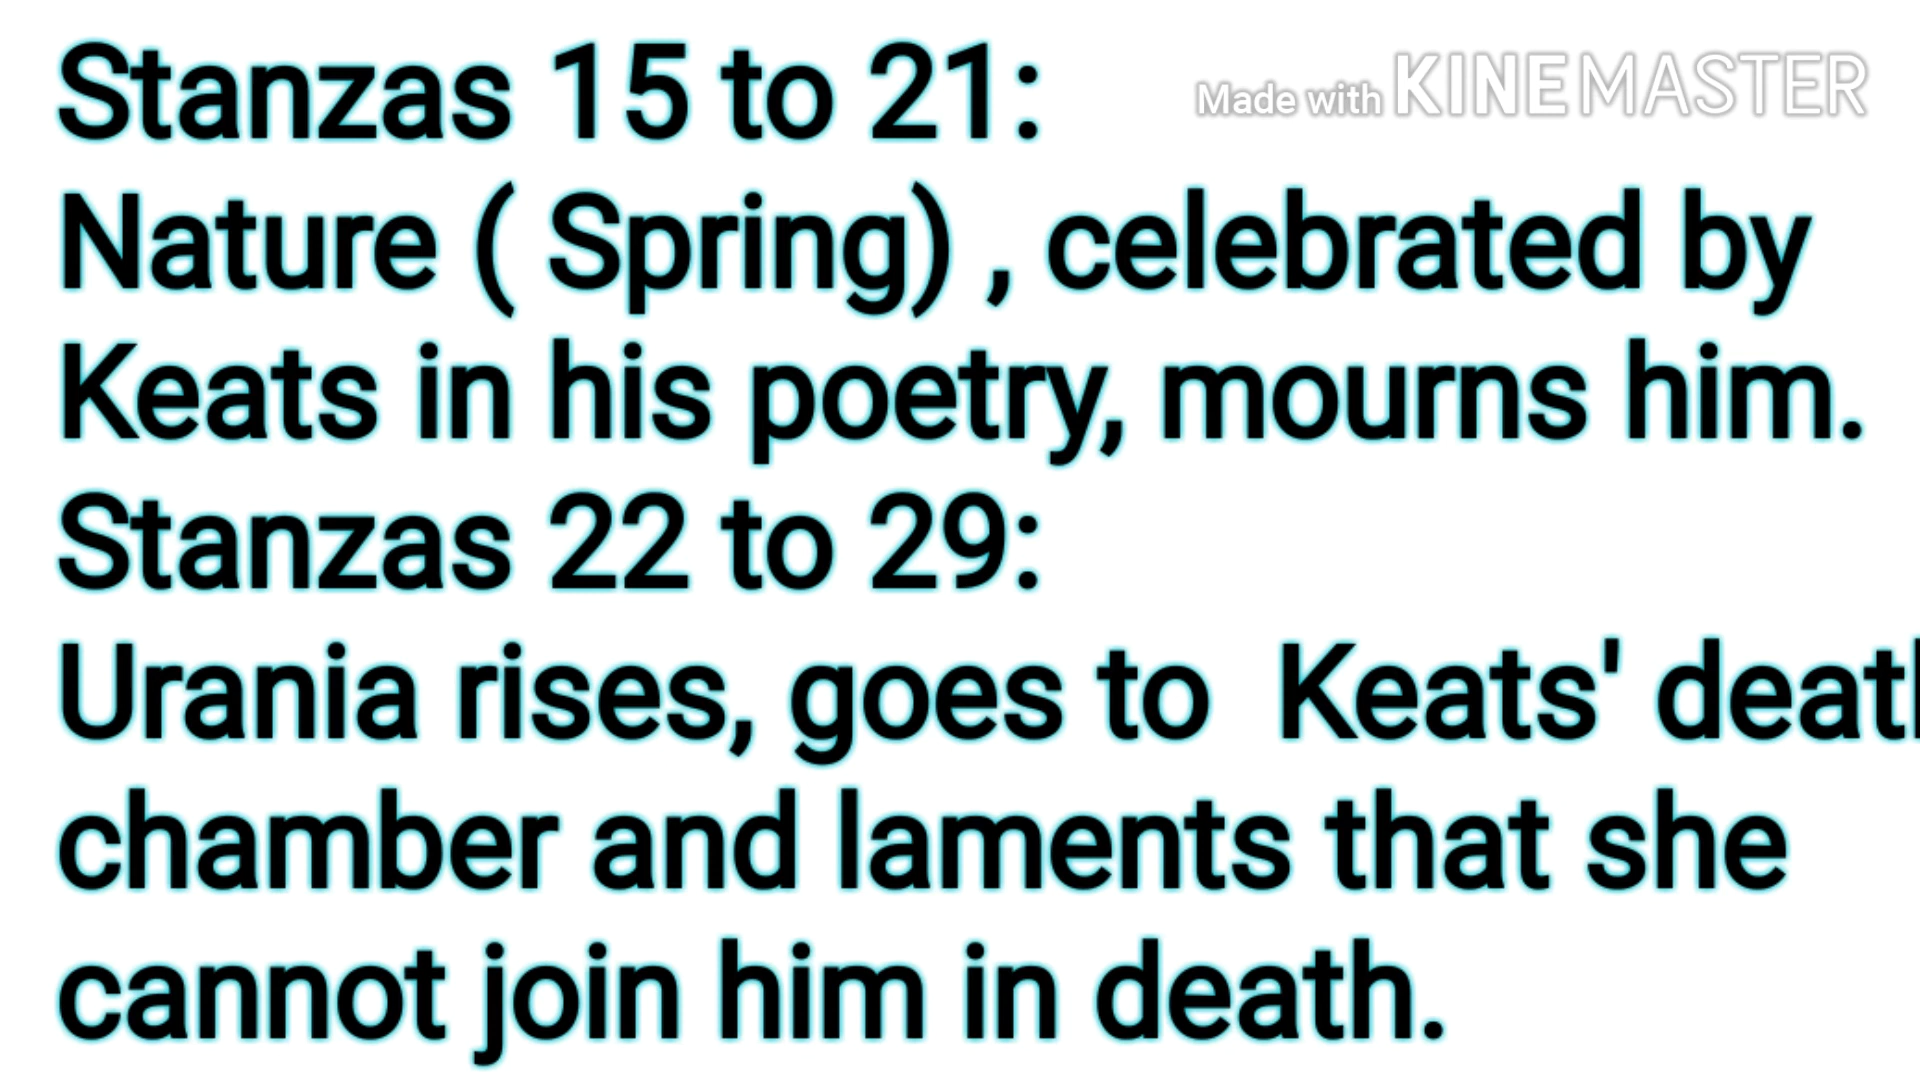 Stanzas 15 to 21:
Made with KINEMASTER
Nature ( Spring) , celebrated by
Keats in his poetry, mourns him.
Stanzas 22 to 29:
Urania rises, goes to  Keats' death
chamber and laments that she
cannot join him in death.